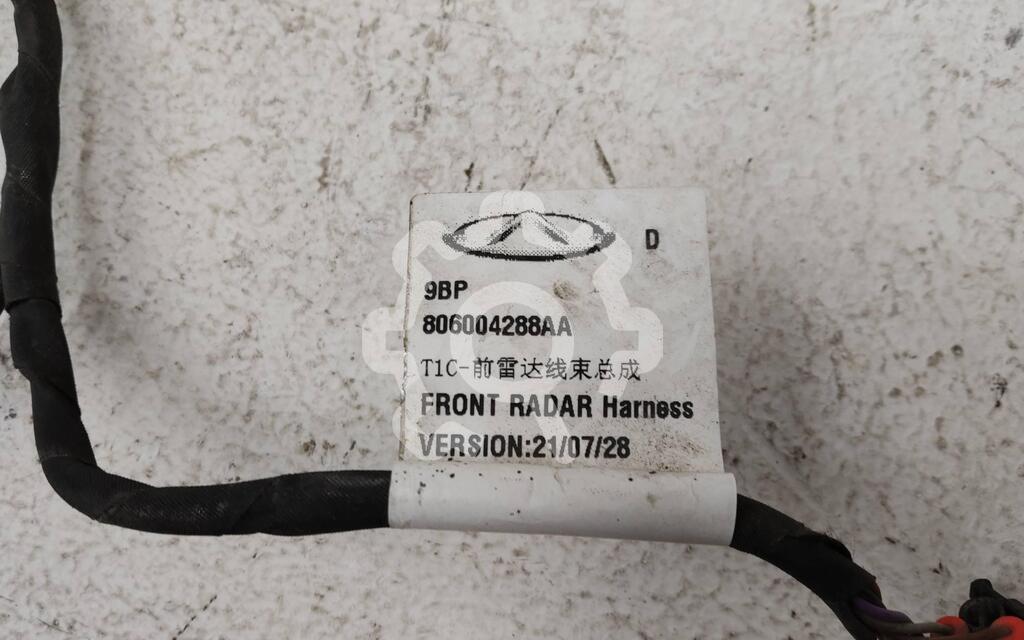 D
9BP
806004288AA
T1C-前雷达线束总成
FRONT RADAR Harness
VERSION:21/07/28